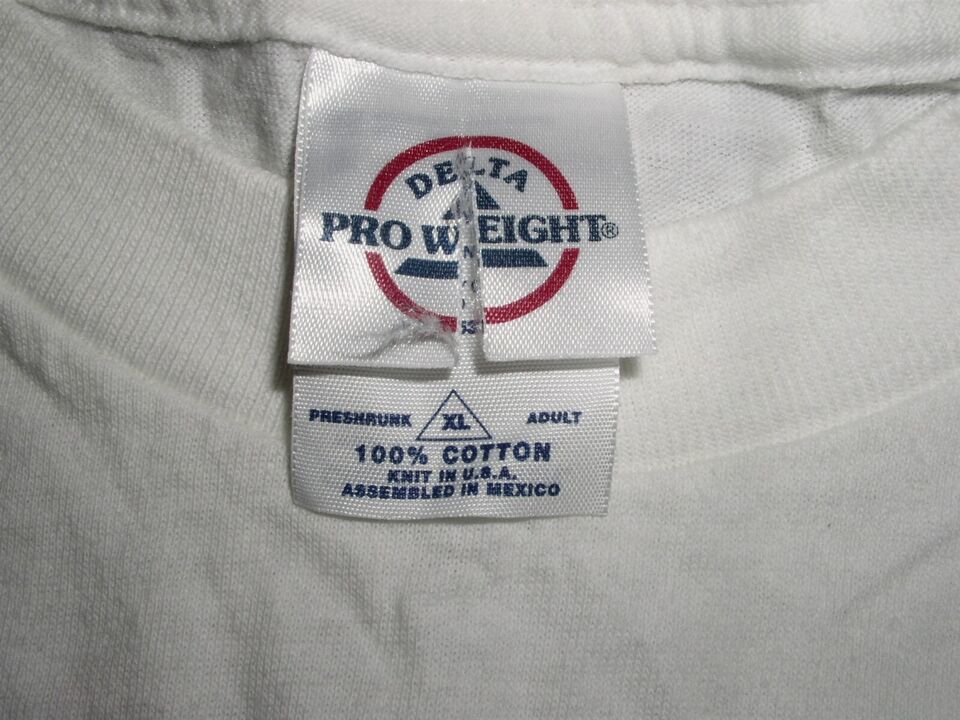 DELTA
PRO WEIGHT®
PRESHRUNK XL ADULT
100% COTTON
KNIT IN U.S.A.
ASSEMBLED IN MEXICO